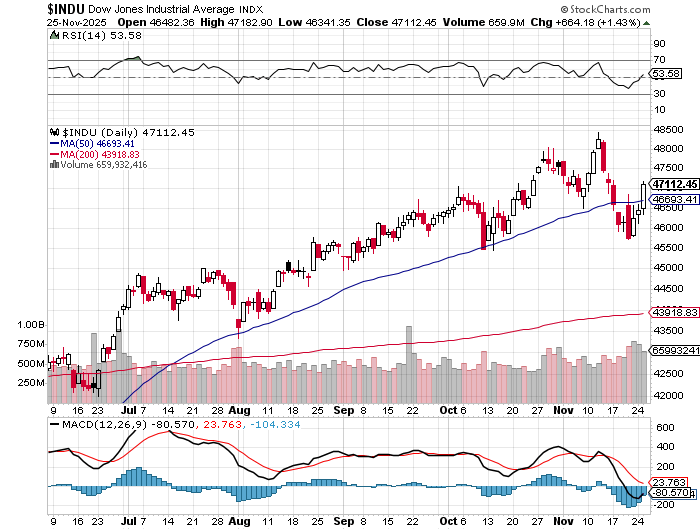 $INDU Dow Jones Industrial Average INDX © StockCharts.com
25-Nov-2025 Open 46482.36 High 47182.90 Low 46341.35 Close 47112.45 Volume 659.9M Chg +664.18 (+1.43%)
RSI(14) 53.58
90
70
53.58
50
30
10
$INDU (Daily) 47112.45
MA(50) 46693.41
MA(200) 43918.83
Volume 659,932,416
48500
48000
47500
47112.45
46693.41
46500
46000
45500
45000
44500
43918.83
43500
65993241
42500
42000
1.00B
750M
500M
250M
9 16 23 Jul 7 14 21 28 Aug 11 18 25 Sep 8 15 22 Oct 6 13 20 27 Nov 10 17 24
MACD(12,26,9) -80.570, 23.763, -104.334
600
400
200
23.763
-80.5704
-200
9 16 23 Jul 7 14 21 28 Aug 11 18 25 Sep 8 15 22 Oct 6 13 20 27 Nov 10 17 24